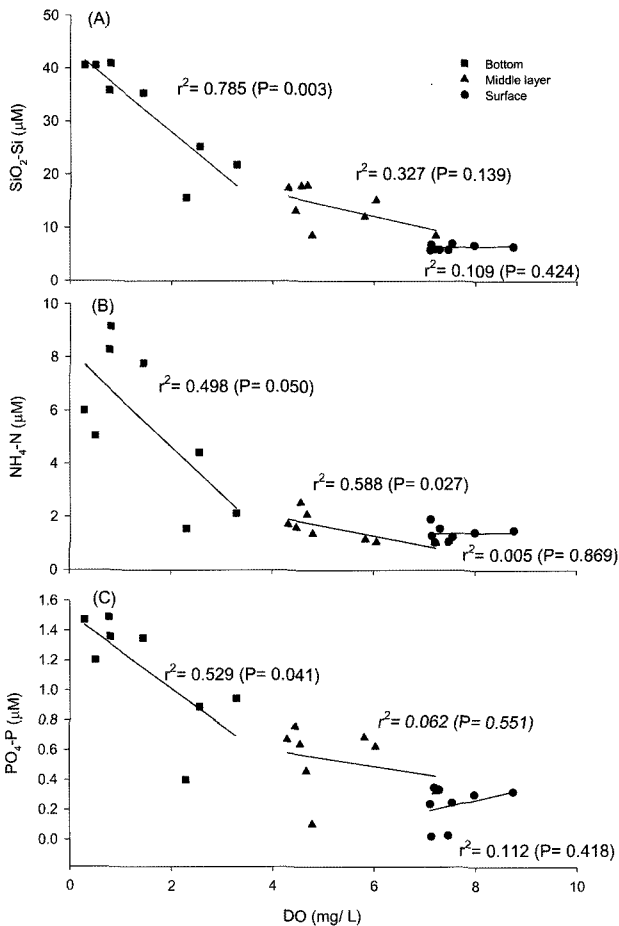 (A)
50
40
30
20
10
0
SiO2-Si (μM)
■ Bottom
▲ Middle layer
● Surface
r2= 0.785 (P= 0.003)
r2= 0.327 (P= 0.139)
r2= 0.109 (P= 0.424)
(B)
10
8
6
4
2
0
NH4-N (μM)
r2= 0.498 (P= 0.050)
r2= 0.588 (P= 0.027)
r2= 0.005 (P= 0.869)
(C)
1.6
1.4
1.2
1.0
0.8
0.6
0.4
0.2
0.0
PO4-P (μM)
r2= 0.529 (P= 0.041)
r2= 0.062 (P= 0.551)
r2= 0.112 (P= 0.418)
0 2 4 6 8 10
DO (mg/ L)